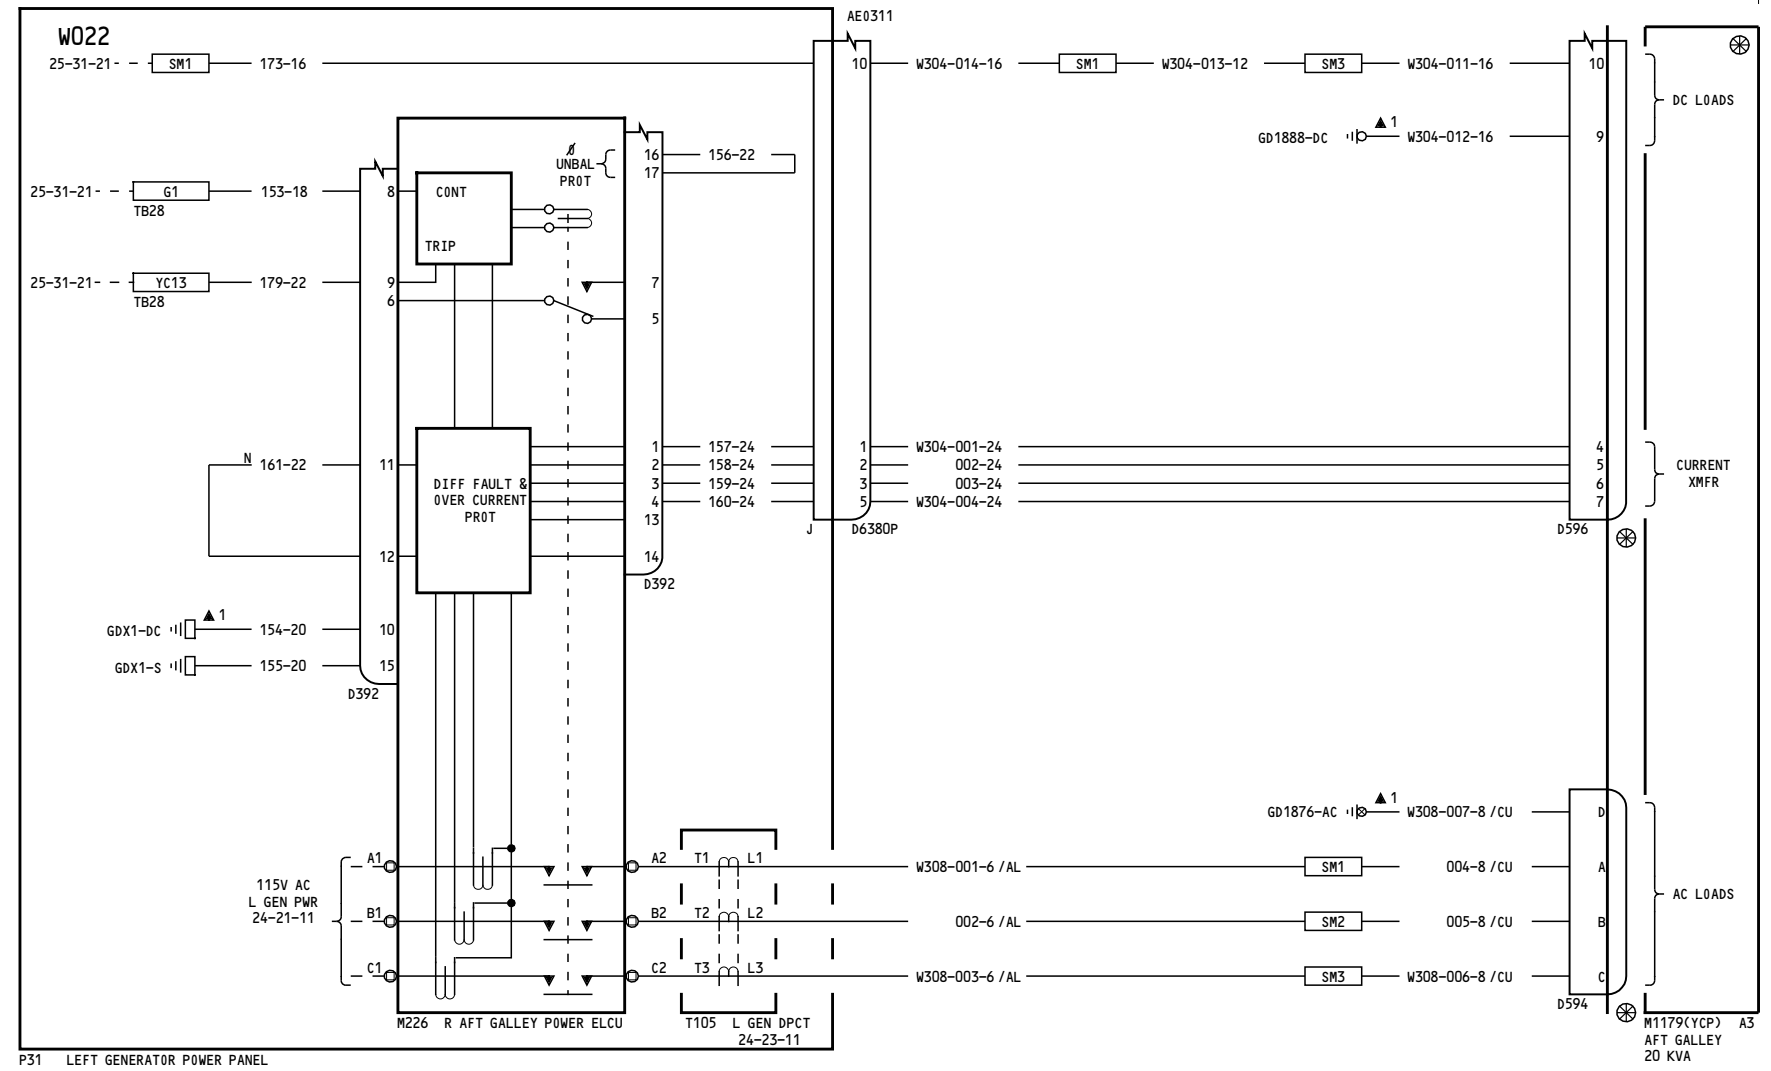 AE0311
W022
25-31-21 SM1 173-16 10 W304-014-16 SM1 W304-013-12 SM3 W304-011-16 10
DC LOADS
GD1888-DC 1 W304-012-16 9
Ø
UNBAL
PROT
16 156-22
17
25-31-21 G1 153-18 8
TB28
CONT
TRIP
25-31-21 YC13 179-22 9
TB28
6
7
5
1 157-24 1 W304-001-24 4
2 158-24 2 002-24 5
3 159-24 3 003-24 6
4 160-24 5 W304-004-24 7
CURRENT
XMFR
N 161-22 11
DIFF FAULT &
OVER CURRENT
PROT
13
J D6380P
D596
12
14
D392
1
GDX1-DC 154-20 10
GDX1-S 155-20 15
D392
1
GD1876-AC W308-007-8/CU D
A1 A2 T1 L1 W308-001-6/AL SM1 004-8/CU A
115V AC
L GEN PWR
24-21-11
AC LOADS
B1 B2 T2 L2 002-6/AL SM2 005-8/CU B
C1 C2 T3 L3 W308-003-6/AL SM3 W308-006-8/CU C
D594
M226 R AFT GALLEY POWER ELCU
T105 L GEN DPCT
24-23-11
M1179(YCP) A3
AFT GALLEY
20 KVA
P31 LEFT GENERATOR POWER PANEL